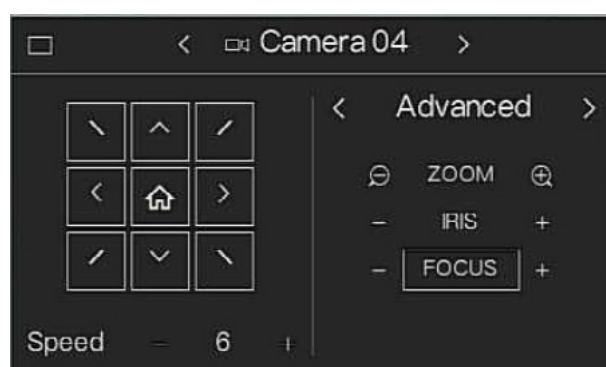 Camera 04
Advanced
ZOOM
- IRIS +
- FOCUS +
Speed - 6 +